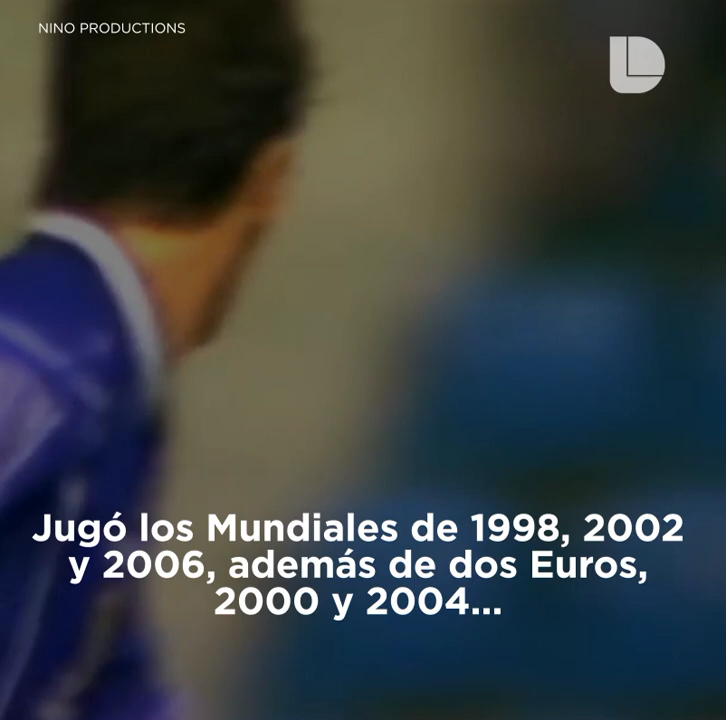 NINO PRODUCTIONS
Jugó los Mundiales de 1998, 2002
y 2006, además de dos Euros,
2000 y 2004...